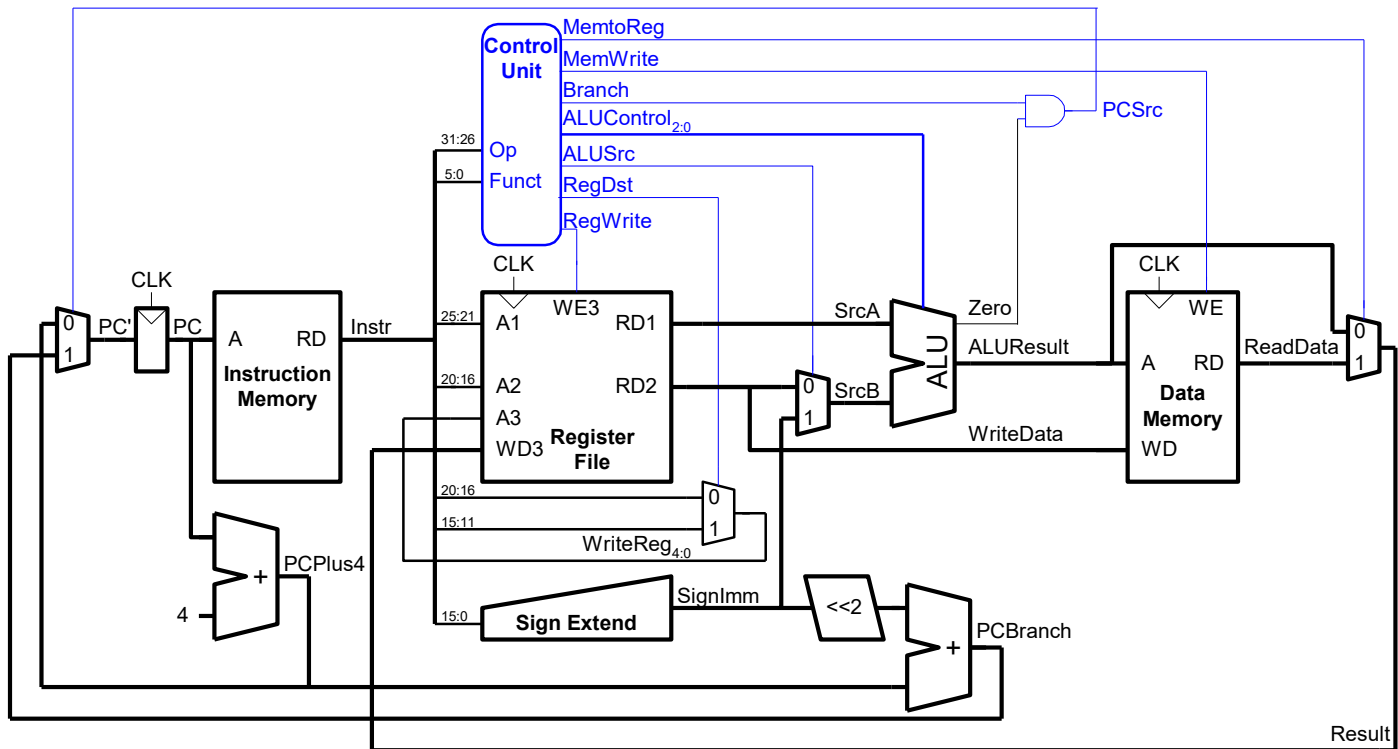 MemtoReg
Control
Unit
MemWrite
Branch
ALUControl2:0
PCSrc
31:26
Op
ALUSrc
5:0
Funct
RegDst
RegWrite
CLK
CLK
CLK
0
1
PC'
PC
A
RD
Instruction
Memory
Instr
25:21
A1
WE3
RD1
SrcA
Zero
WE
0
1
20:16
A2
RD2
0
1
SrcB
ALU
ALUResult
A
RD
ReadData
Data
Memory
A3
WD3
Register
File
WriteData
WD
20:16
0
15:11
1
WriteReg4:0
PCPlus4
+
4
15:0
Sign Extend
SignImm
<<2
+
PCBranch
Result